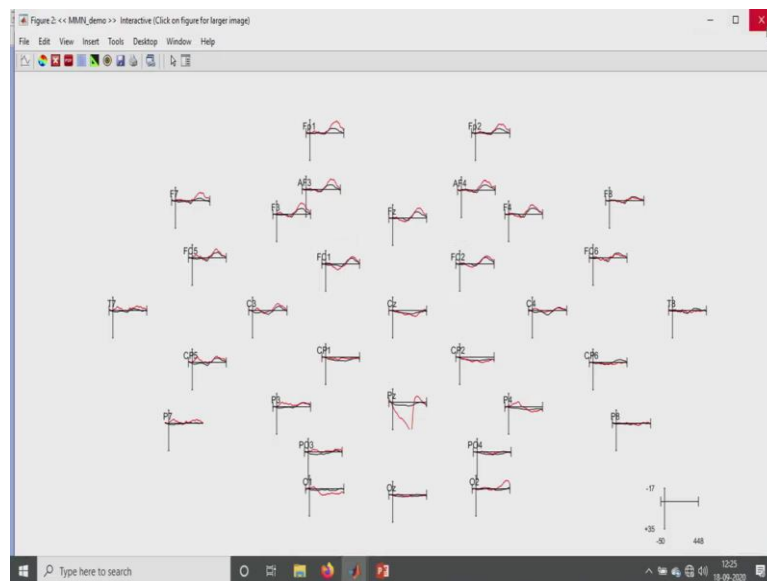 Figure 2: << MMN_demo >> Interactive (Click on figure for larger image)
File Edit View Insert Tools Desktop Window Help
Fp1 Fp2
AF3 AF4
F7 F8
F3 Fz F4
FC5 FC1 FC2 FC6
T7 C3 Cz C4 T8
CP5 CP1 CP2 CP6
P7 P3 Pz P4 P8
PO3 PO4
O1 Oz O2
-17
+35
-50 448
Type here to search
12:25
18-09-2020